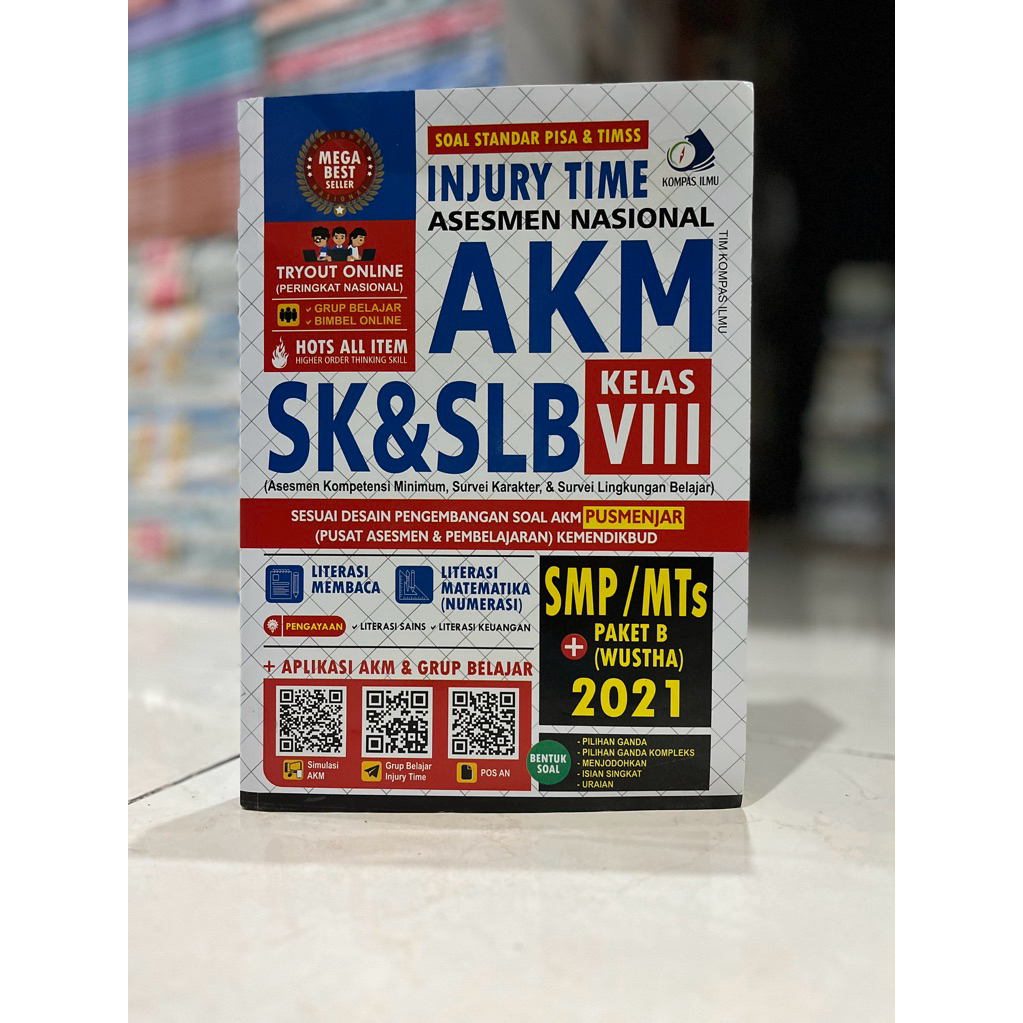 NASIONAL
MEGA
BEST
SELLER
NASIONAL
TRYOUT ONLINE
(PERINGKAT NASIONAL)
✓ GRUP BELAJAR
✓ BIMBEL ONLINE
HOTS ALL ITEM
HIGHER ORDER THINKING SKILL
SOAL STANDAR PISA & TIMSS
KOMPAS ILMU
INJURY TIME
ASESMEN NASIONAL
AKM
TIM KOMPAS ILMU
SK&SLB
KELAS
VIII
(Asesmen Kompetensi Minimum, Survei Karakter, & Survei Lingkungan Belajar)
SESUAI DESAIN PENGEMBANGAN SOAL AKM PUSMENJAR
(PUSAT ASESMEN & PEMBELAJARAN) KEMENDIKBUD
LITERASI
MEMBACA
LITERASI
MATEMATIKA
(NUMERASI)
PENGAYAAN ✓ LITERASI SAINS ✓ LITERASI KEUANGAN
+ APLIKASI AKM & GRUP BELAJAR
Simulasi
AKM
Grup Belajar
Injury Time
POS AN
SMP/MTs
+ PAKET B
(WUSTHA)
2021
BENTUK
SOAL
- PILIHAN GANDA
- PILIHAN GANDA KOMPLEKS
- MENJODOHKAN
- ISIAN SINGKAT
- URAIAN